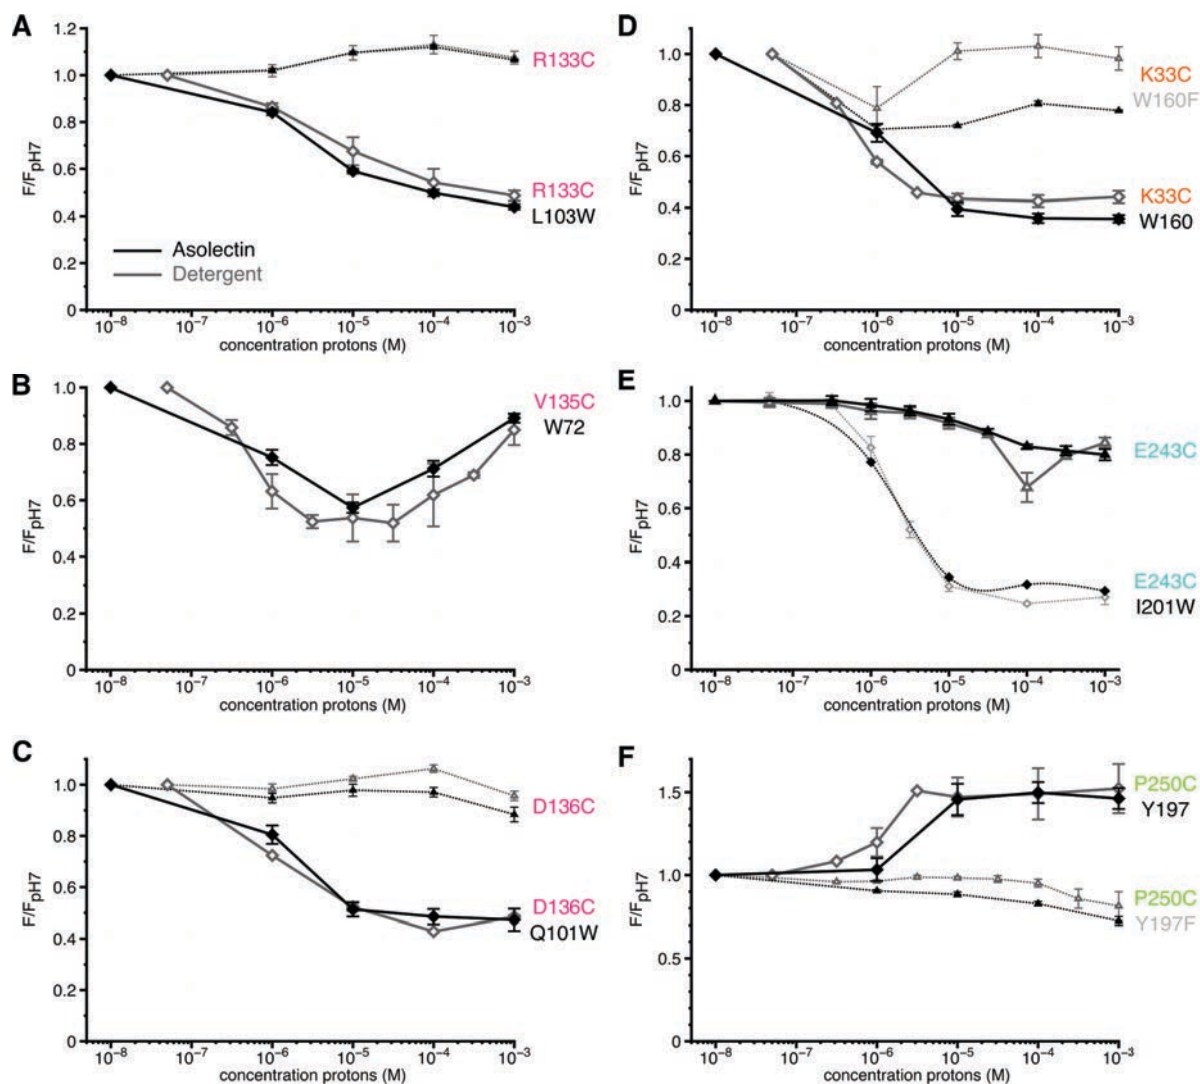 A
F/FpH7
1.2
1.0
0.8
0.6
0.4
0.2
0
R133C
R133C
L103W
Asolectin
Detergent
10⁻⁸ 10⁻⁷ 10⁻⁶ 10⁻⁵ 10⁻⁴ 10⁻³
concentration protons (M)
B
F/FpH7
1.0
0.8
0.6
0.4
0.2
0
V135C
W72
10⁻⁸ 10⁻⁷ 10⁻⁶ 10⁻⁵ 10⁻⁴ 10⁻³
concentration protons (M)
C
F/FpH7
1.0
0.8
0.6
0.4
0.2
0
D136C
D136C
Q101W
10⁻⁸ 10⁻⁷ 10⁻⁶ 10⁻⁵ 10⁻⁴ 10⁻³
concentration protons (M)
D
F/FpH7
1.0
0.8
0.6
0.4
0.2
0
K33C
W160F
K33C
W160
10⁻⁸ 10⁻⁷ 10⁻⁶ 10⁻⁵ 10⁻⁴ 10⁻³
concentration protons (M)
E
F/FpH7
1.0
0.8
0.6
0.4
0.2
0
E243C
E243C
I201W
10⁻⁸ 10⁻⁷ 10⁻⁶ 10⁻⁵ 10⁻⁴ 10⁻³
concentration protons (M)
F
F/FpH7
1.5
1.0
1.5
0
P250C
Y197
P250C
Y197F
10⁻⁸ 10⁻⁷ 10⁻⁶ 10⁻⁵ 10⁻⁴ 10⁻³
concentration protons (M)